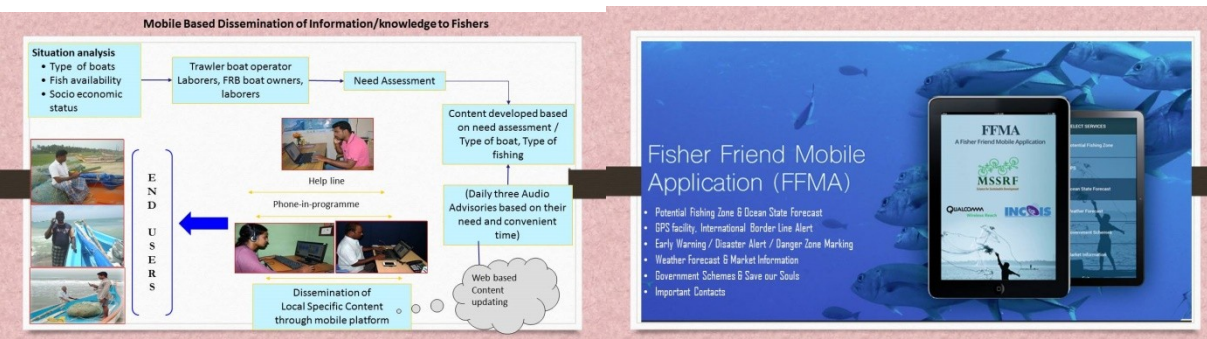 Mobile Based Dissemination of Information/knowledge to Fishers
Situation analysis
• Type of boats
• Fish availability
• Socio economic
status
Trawler boat operator
Laborers, FRB boat owners,
laborers
Need Assessment
Content developed based
on need assessment /
Type of boat, Type of
fishing
(Daily three Audio
Advisories based on their
need and convenient
time)
Web based
Content
updating
Help line
Phone-in-programme
Dissemination of
Local Specific Content
through mobile platform
END
USERS
Fisher Friend Mobile
Application (FFMA)
• Potential Fishing Zone & Ocean State Forecast
• GPS facility, International Border Line Alert
• Early Warning / Disaster Alert / Danger Zone Marking
• Weather Forecast & Market Information
• Government Schemes & Save our Souls
• Important Contacts
FFMA
A Fisher Friend Mobile Application
MSSRF
QUALCOMM
Wireless Reach
INCOIS
SELECT SERVICES
Potential Fishing Zone
Ocean State Forecast
Weather Forecast
Government Schemes
Market Information